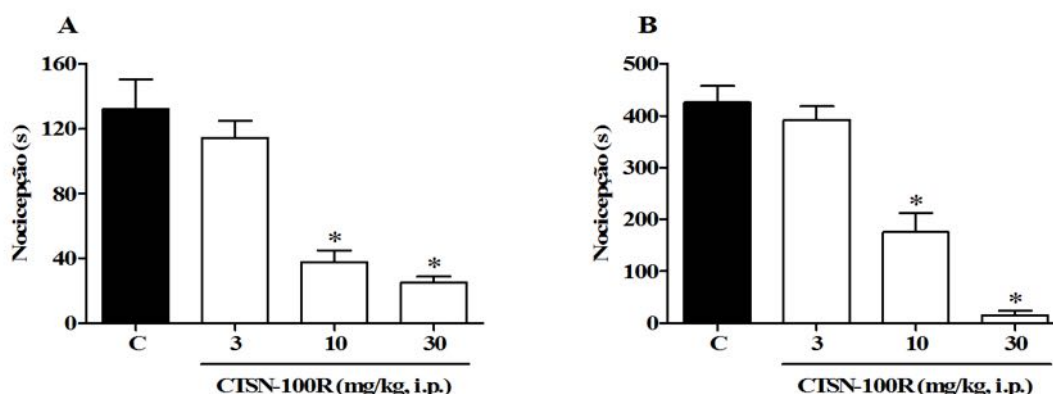 A
Nocicepção (s)
160
120
80
40
0
*
*
C
3
10
30
CTSN-100R (mg/kg, i.p.)
B
Nocicepção (s)
500
400
300
200
100
0
*
*
C
3
10
30
CTSN-100R (mg/kg, i.p.)